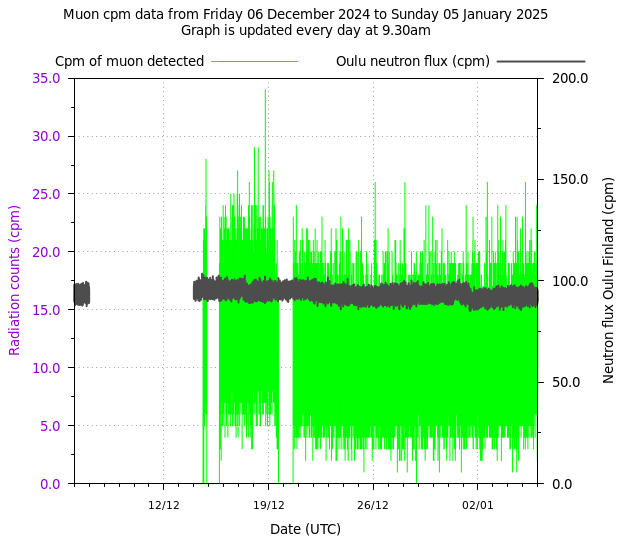 Muon cpm data from Friday 06 December 2024 to Sunday 05 January 2025
Graph is updated every day at 9.30am
Cpm of muon detected
Oulu neutron flux (cpm)
35.0
30.0
25.0
20.0
15.0
10.0
5.0
0.0
Radiation counts (cpm)
200.0
150.0
100.0
50.0
0.0
Neutron flux Oulu Finland (cpm)
12/12
19/12
26/12
02/01
Date (UTC)